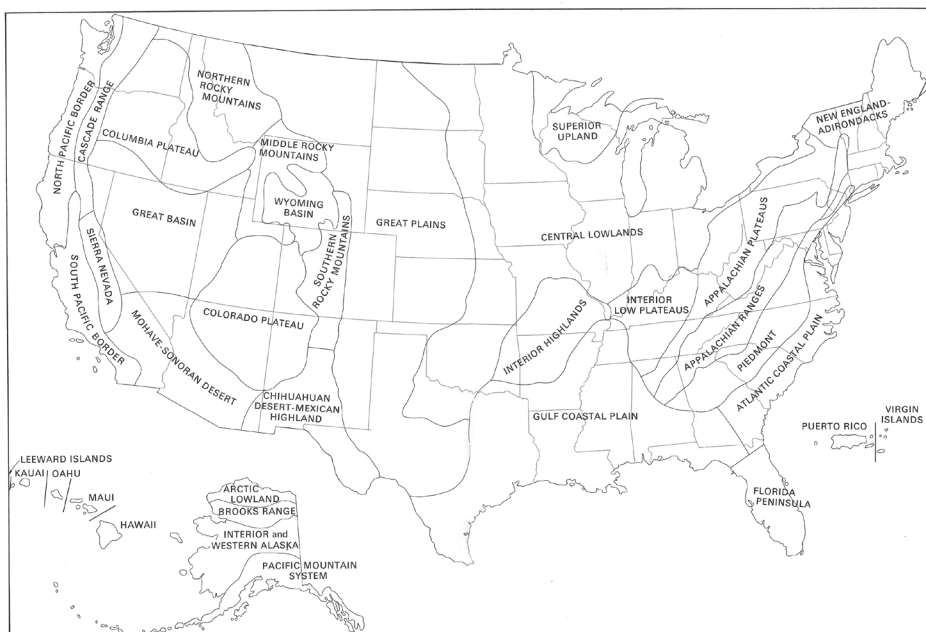 NORTH PACIFIC BORDER
CASCADE RANGE
NORTHERN
ROCKY
MOUNTAINS
COLUMBIA PLATEAU
MIDDLE ROCKY
MOUNTAINS
WYOMING
BASIN
GREAT BASIN
SIERRA NEVADA
SOUTH PACIFIC BORDER
SOUTHERN
ROCKY MOUNTAINS
COLORADO PLATEAU
MOHAVE-SONORAN DESERT
CHIHUAHUAN
DESERT-MEXICAN
HIGHLAND
GREAT PLAINS
SUPERIOR
UPLAND
CENTRAL LOWLANDS
INTERIOR HIGHLANDS
INTERIOR
LOW PLATEAUS
GULF COASTAL PLAIN
NEW ENGLAND-
ADIRONDACKS
APPALACHIAN PLATEAUS
APPALACHIAN RANGES
PIEDMONT
ATLANTIC COASTAL PLAIN
FLORIDA
PENINSULA
PUERTO RICO
VIRGIN
ISLANDS
LEEWARD ISLANDS
KAUAI
OAHU
MAUI
HAWAII
ARCTIC
LOWLAND
BROOKS RANGE
INTERIOR and
WESTERN ALASKA
PACIFIC MOUNTAIN
SYSTEM